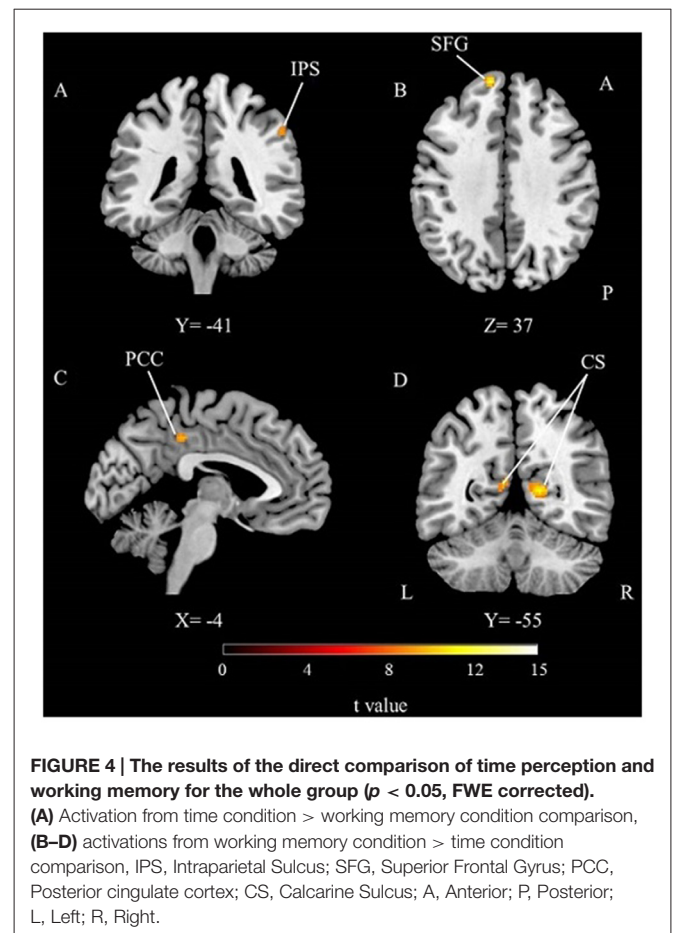 SFG
IPS
A
B
A
P
Y= -41
Z= 37
PCC
CS
C
D
L
R
X= -4
Y= -55
0
4
8
12
15
t value
FIGURE 4 | The results of the direct comparison of time perception and
working memory for the whole group (p < 0.05, FWE corrected).
(A) Activation from time condition > working memory condition comparison,
(B–D) activations from working memory condition > time condition
comparison, IPS, Intraparietal Sulcus; SFG, Superior Frontal Gyrus; PCC,
Posterior cingulate cortex; CS, Calcarine Sulcus; A, Anterior; P, Posterior;
L, Left; R, Right.